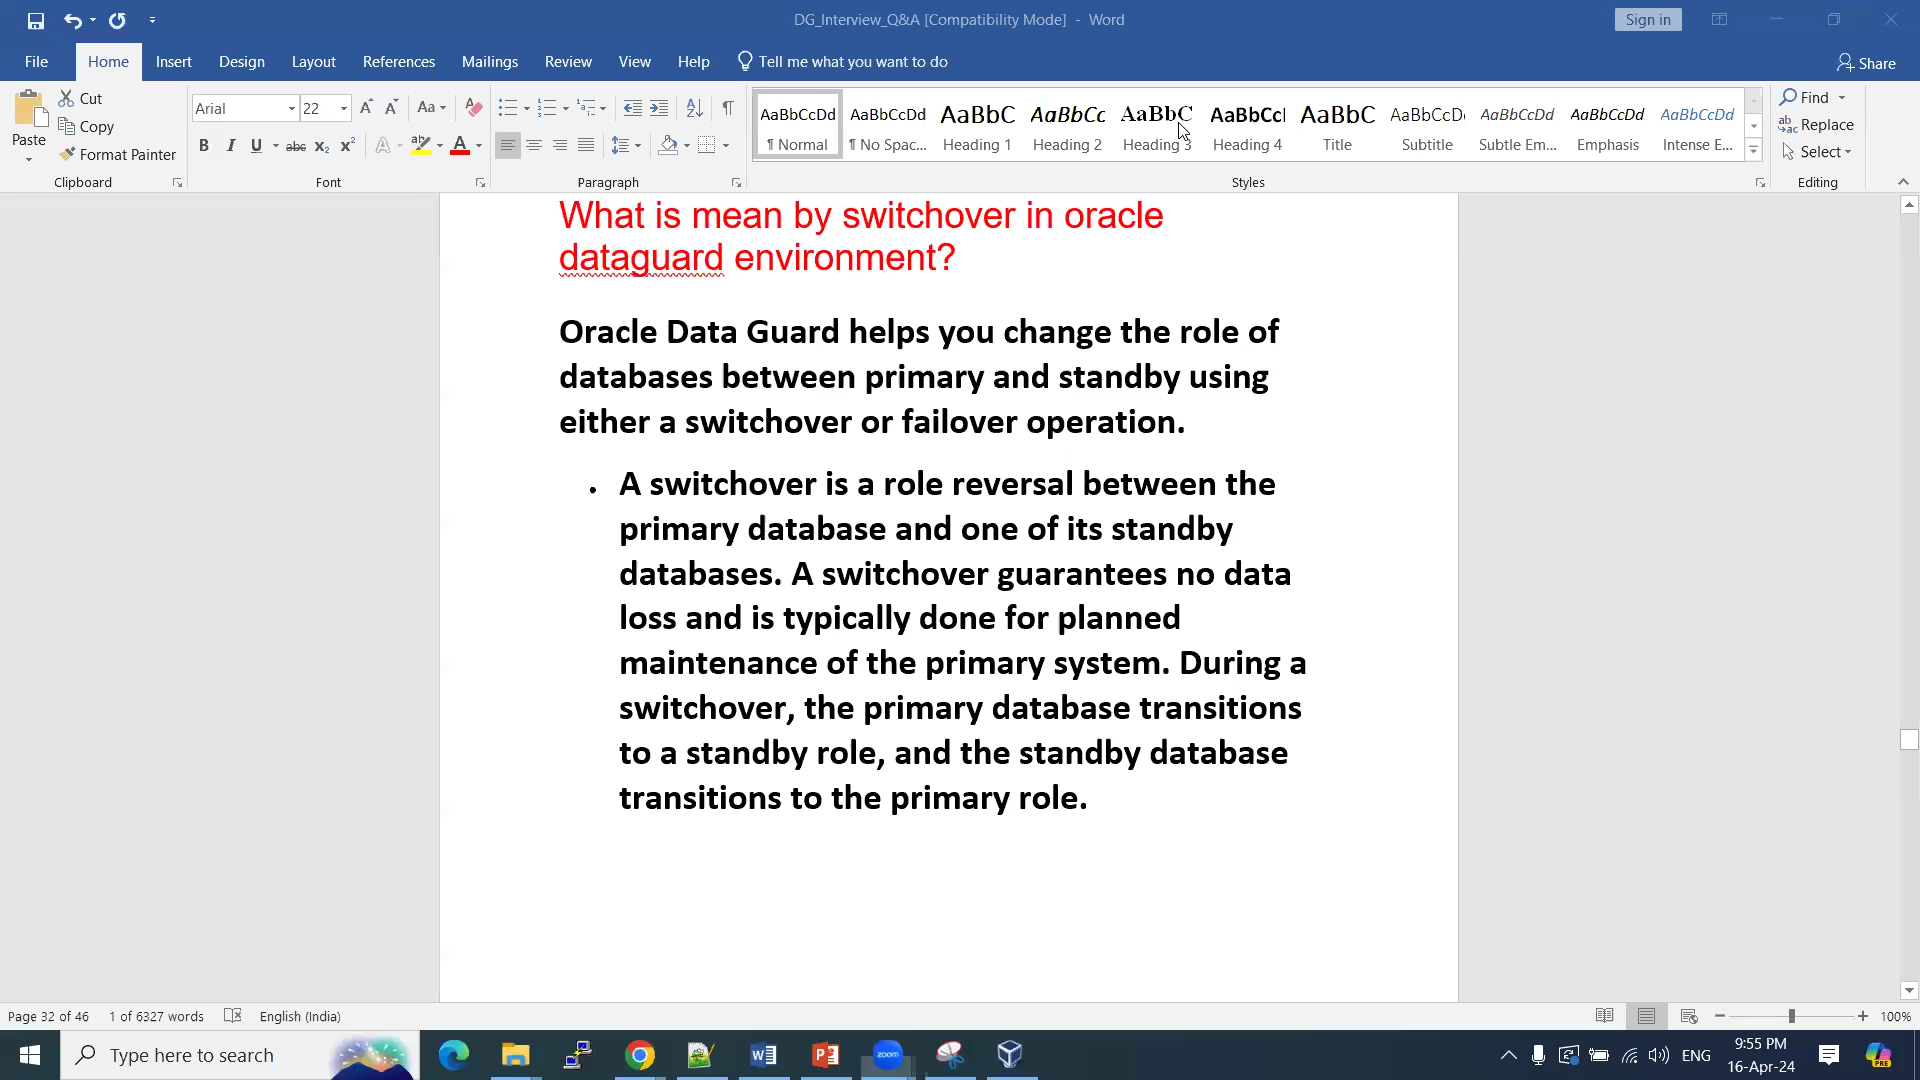 DG_Interview_Q&A [Compatibility Mode] - Word
Sign in
File Home Insert Design Layout References Mailings Review View Help Tell me what you want to do Share
Paste
Cut
Copy
Format Painter
Clipboard
Arial 22 Aa
B I U abc x₂ x² A A
Font
Paragraph
AaBbCcDd AaBbCcDd AaBbC AaBbCc AaBbC AaBbCcI AaBbC AaBbCcD AaBbCcDd AaBbCcDd AaBbCcDd
¶ Normal ¶ No Spac... Heading 1 Heading 2 Heading 3 Heading 4 Title Subtitle Subtle Em... Emphasis Intense E...
Styles
Find
Replace
Select
Editing
What is mean by switchover in oracle
dataguard environment?
Oracle Data Guard helps you change the role of
databases between primary and standby using
either a switchover or failover operation.
• A switchover is a role reversal between the
primary database and one of its standby
databases. A switchover guarantees no data
loss and is typically done for planned
maintenance of the primary system. During a
switchover, the primary database transitions
to a standby role, and the standby database
transitions to the primary role.
Page 32 of 46 1 of 6327 words English (India) 100%
Type here to search
zoom
ENG
9:55 PM
16-Apr-24
PRE